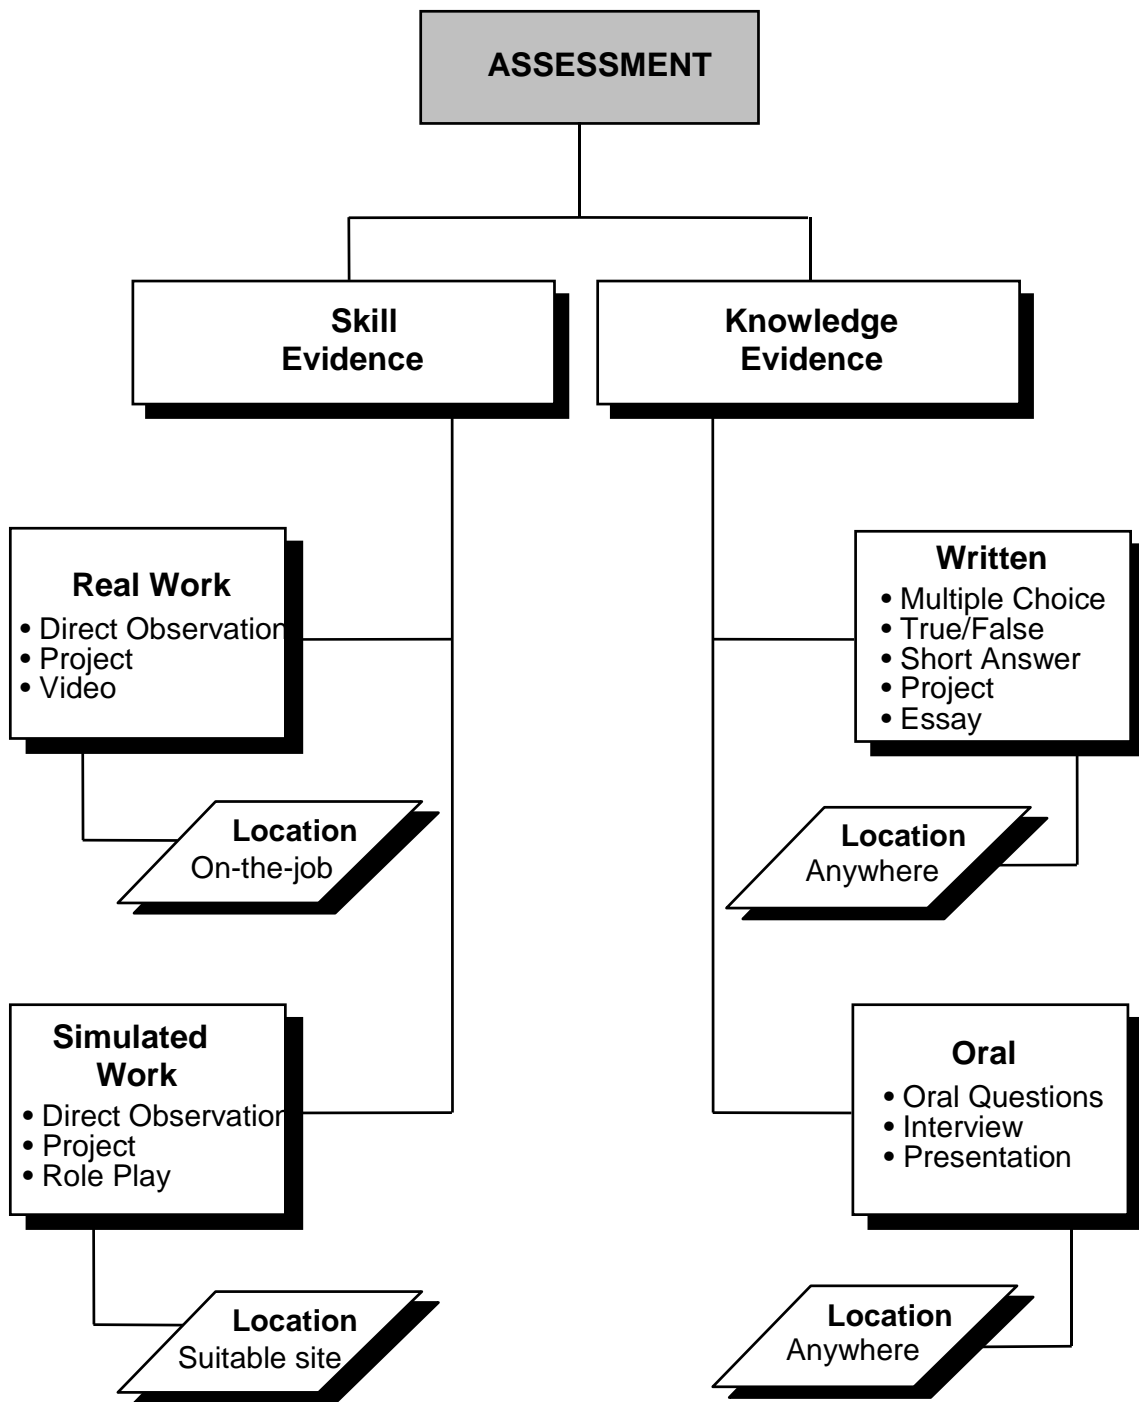 ASSESSMENT
Skill
Evidence
Knowledge
Evidence
Real Work
• Direct Observation
• Project
• Video
Written
• Multiple Choice
• True/False
• Short Answer
• Project
• Essay
Location
On-the-job
Location
Anywhere
Simulated
Work
• Direct Observation
• Project
• Role Play
Oral
• Oral Questions
• Interview
• Presentation
Location
Suitable site
Location
Anywhere